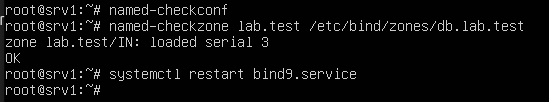 root@srv1:~# named-checkconf
root@srv1:~# named-checkzone lab.test /etc/bind/zones/db.lab.test
zone lab.test/IN: loaded serial 3
OK
root@srv1:~# systemctl restart bind9.service
root@srv1:~#